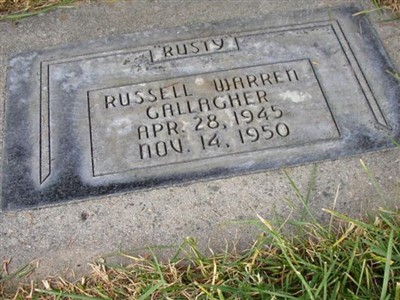 "RUSTY"
RUSSELL WARREN
GALLAGHER
APR. 28, 1945
NOV. 14, 1950